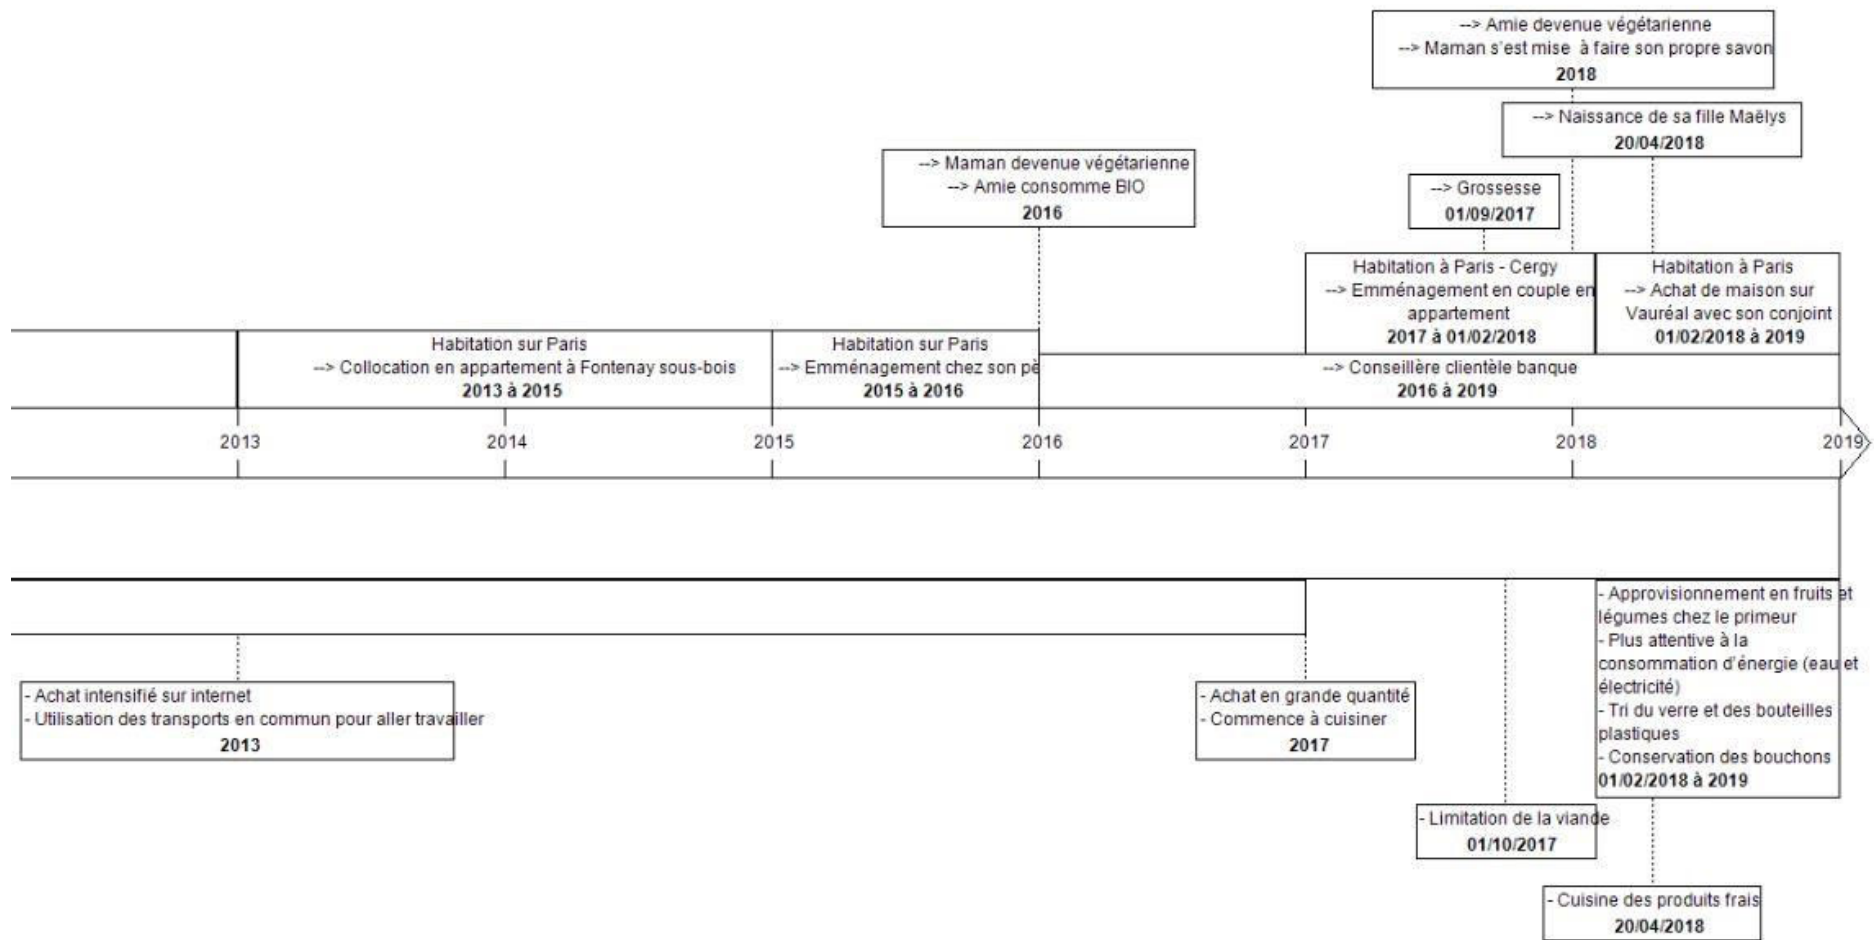 --> Amie devenue végétarienne
--> Maman s'est mise à faire son propre savon
2018
--> Naissance de sa fille Maëlys
20/04/2018
--> Maman devenue végétarienne
--> Amie consomme BIO
2016
--> Grossesse
01/09/2017
Habitation à Paris - Cergy
--> Emménagement en couple en
appartement
2017 à 01/02/2018
Habitation à Paris
--> Achat de maison sur
Vauréal avec son conjoint
01/02/2018 à 2019
Habitation sur Paris
--> Collocation en appartement à Fontenay sous-bois
2013 à 2015
Habitation sur Paris
--> Emménagement chez son pè
2015 à 2016
--> Conseillère clientèle banque
2016 à 2019
2013 2014 2015 2016 2017 2018 2019
- Achat intensifié sur internet
- Utilisation des transports en commun pour aller travailler
2013
- Achat en grande quantité
- Commence à cuisiner
2017
- Approvisionnement en fruits et
légumes chez le primeur
- Plus attentive à la
consommation d'énergie (eau et
électricité)
- Tri du verre et des bouteilles
plastiques
- Conservation des bouchons
01/02/2018 à 2019
- Limitation de la viande
01/10/2017
- Cuisine des produits frais
20/04/2018